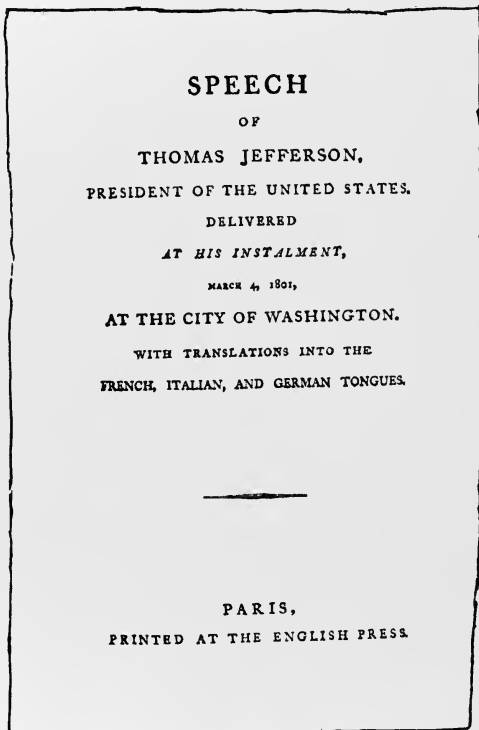 SPEECH
OF
THOMAS JEFFERSON,
PRESIDENT OF THE UNITED STATES.
DELIVERED
AT HIS INSTALMENT,
MARCH 4, 1801,
AT THE CITY OF WASHINGTON.
WITH TRANSLATIONS INTO THE
FRENCH, ITALIAN, AND GERMAN TONGUES.
PARIS,
PRINTED AT THE ENGLISH PRESS.